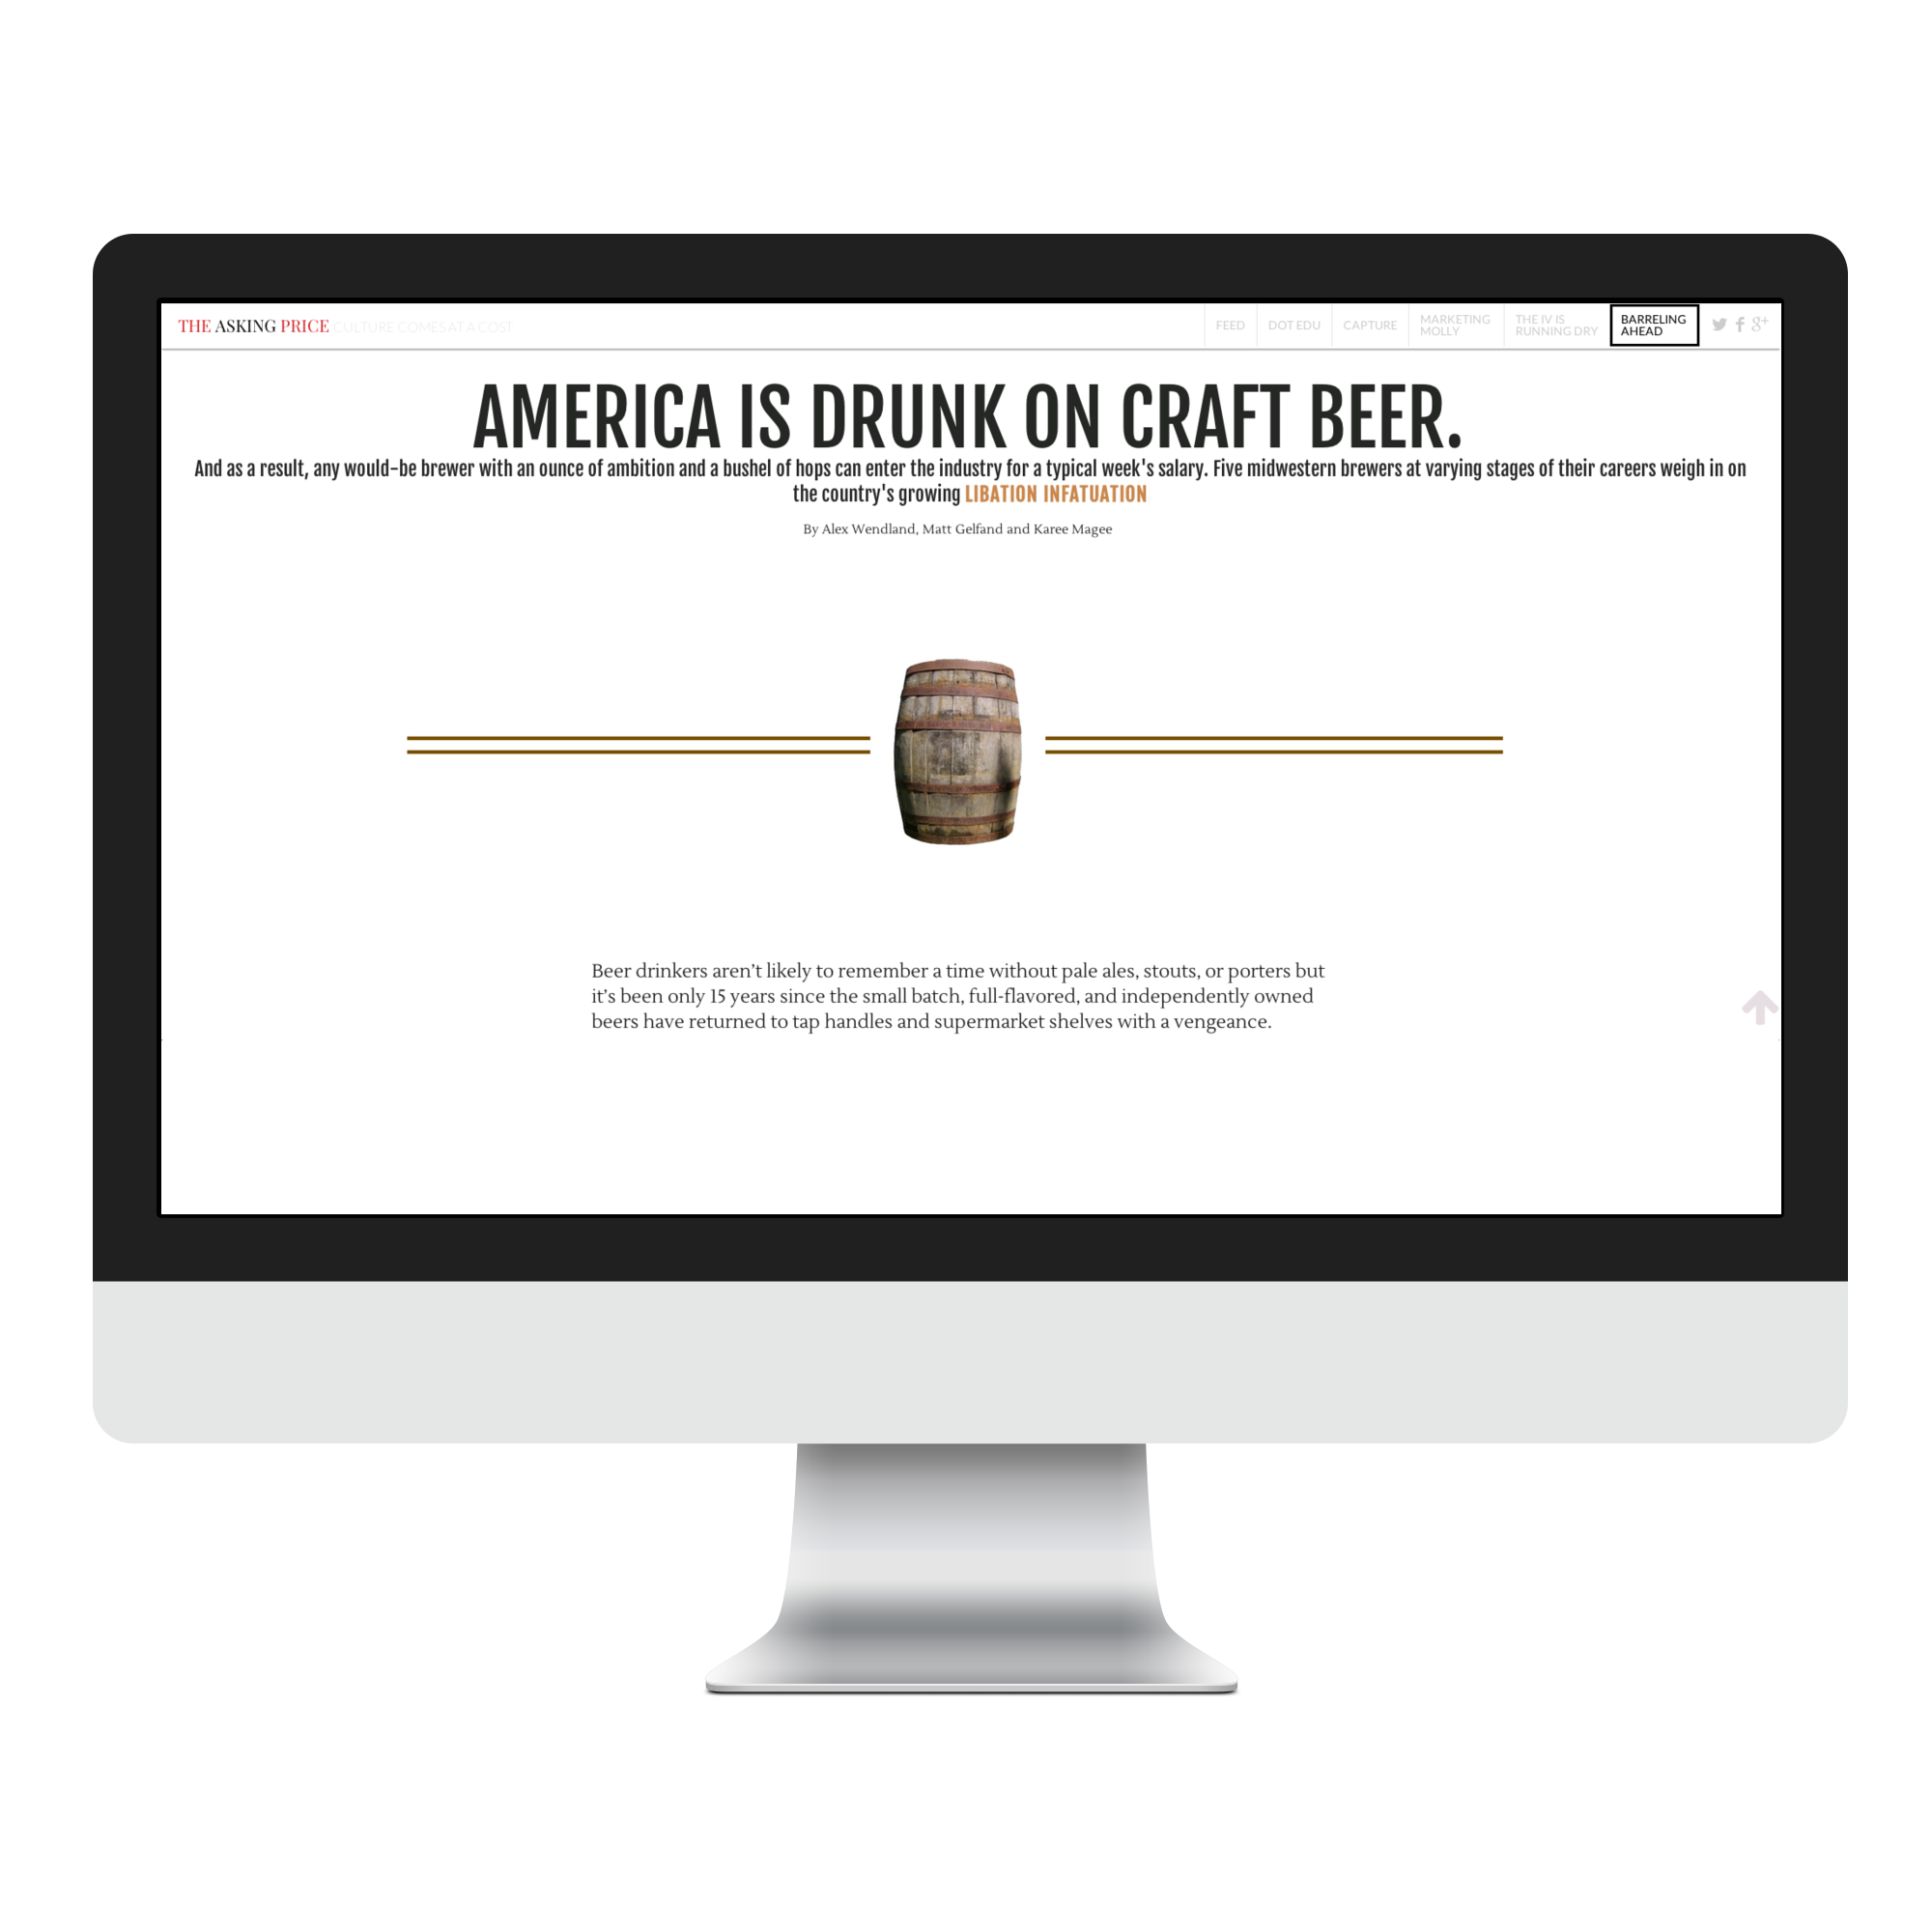 THE ASKING PRICE CULTURE COMES AT A COST
FEED
DOT EDU
CAPTURE
MARKETING
MOLLY
THE IV IS
RUNNING DRY
BARRELING
AHEAD
g+
AMERICA IS DRUNK ON CRAFT BEER.
And as a result, any would-be brewer with an ounce of ambition and a bushel of hops can enter the industry for a typical week's salary. Five midwestern brewers at varying stages of their careers weigh in on
the country's growing LIBATION INFATUATION
By Alex Wendland, Matt Gelfand and Karee Magee
Beer drinkers aren’t likely to remember a time without pale ales, stouts, or porters but
it’s been only 15 years since the small batch, full-flavored, and independently owned
beers have returned to tap handles and supermarket shelves with a vengeance.